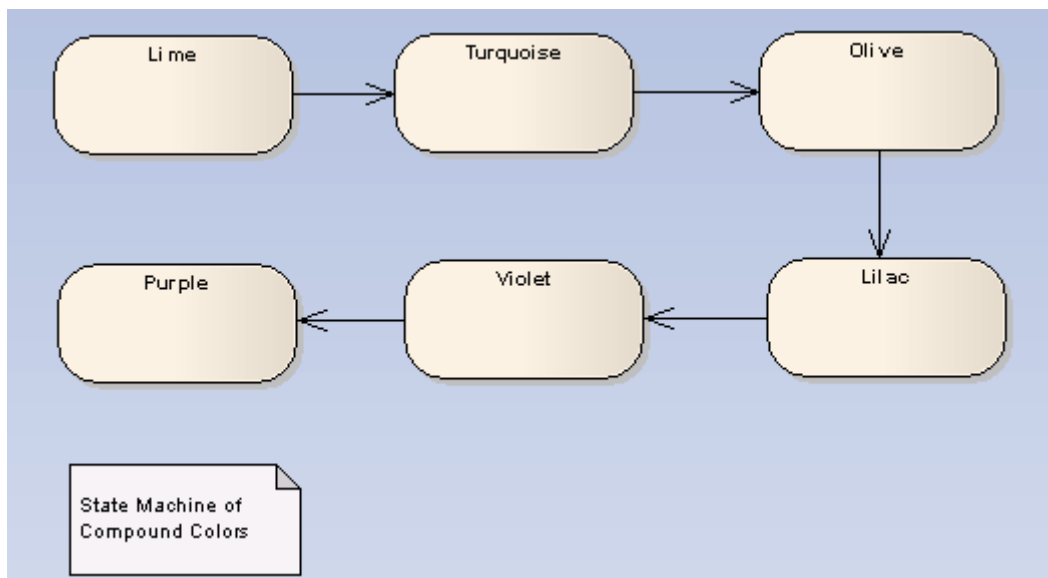 Lime
Turquoise
Olive
Purple
Violet
Lilac
State Machine of
Compound Colors